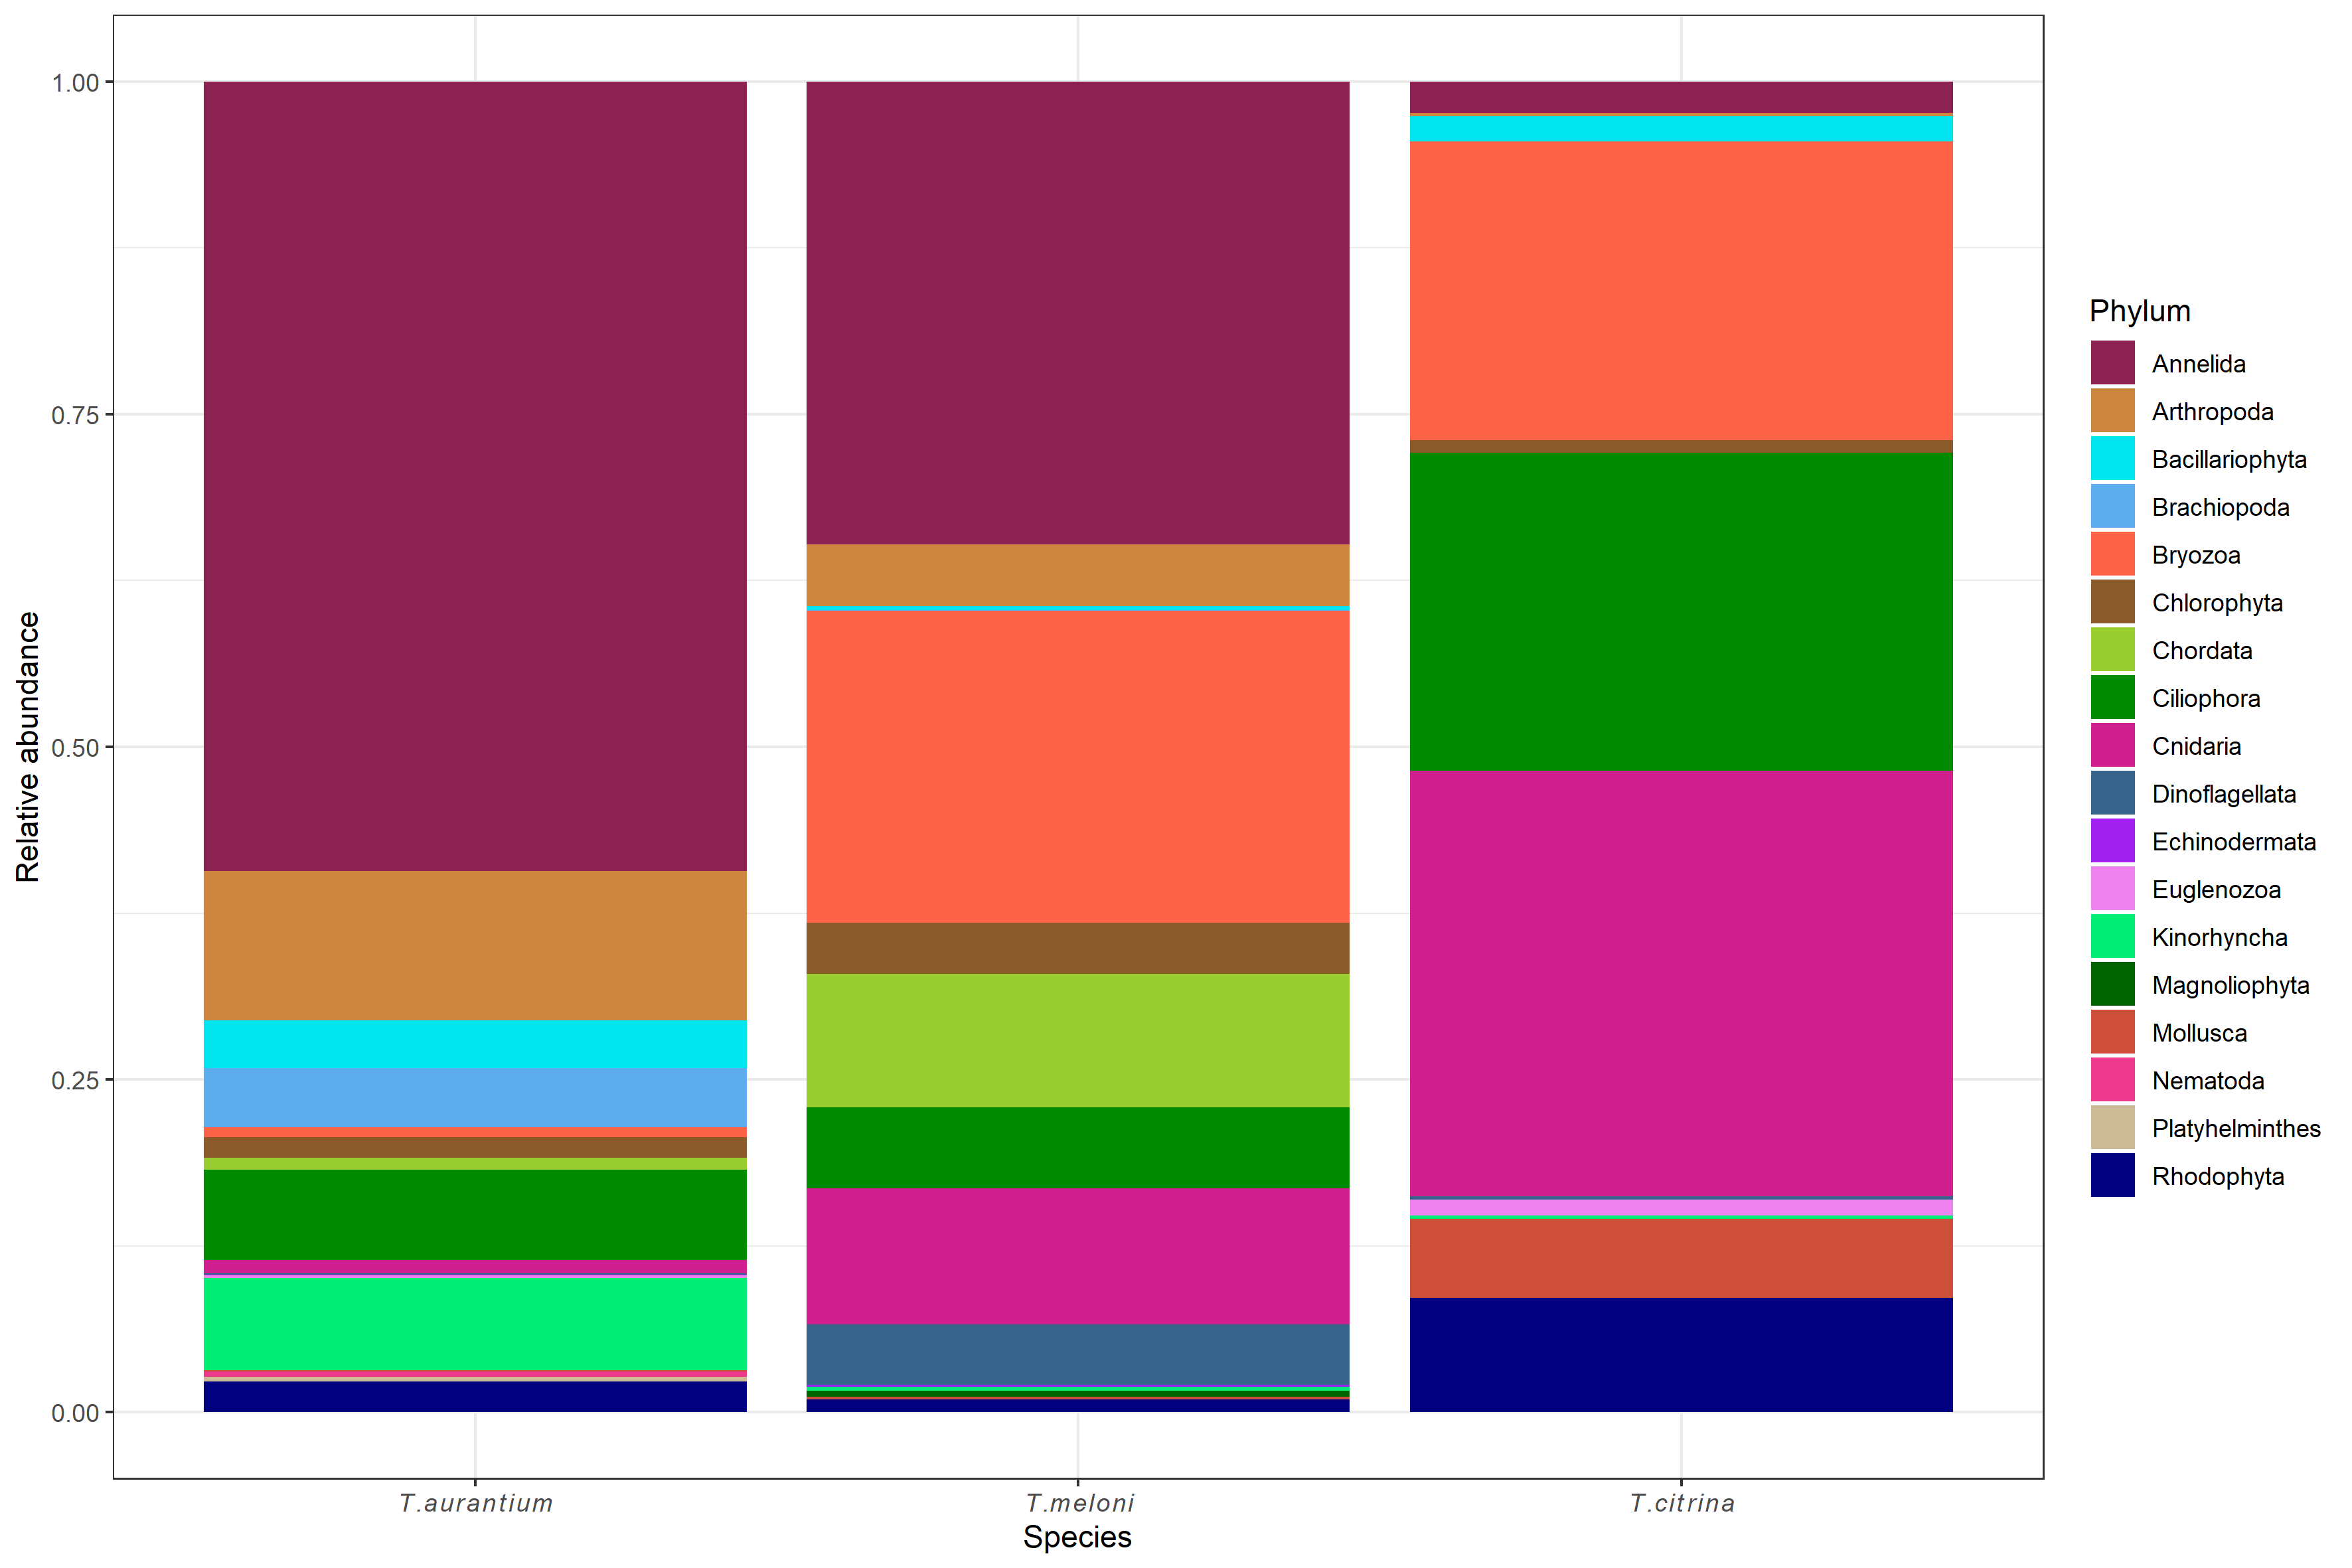 1.00
0.75
0.50
0.25
0.00
Relative abundance
T.aurantium
T.meloni
T.citrina
Species
Phylum
Annelida
Arthropoda
Bacillariophyta
Brachiopoda
Bryozoa
Chlorophyta
Chordata
Ciliophora
Cnidaria
Dinoflagellata
Echinodermata
Euglenozoa
Kinorhyncha
Magnoliophyta
Mollusca
Nematoda
Platyhelminthes
Rhodophyta